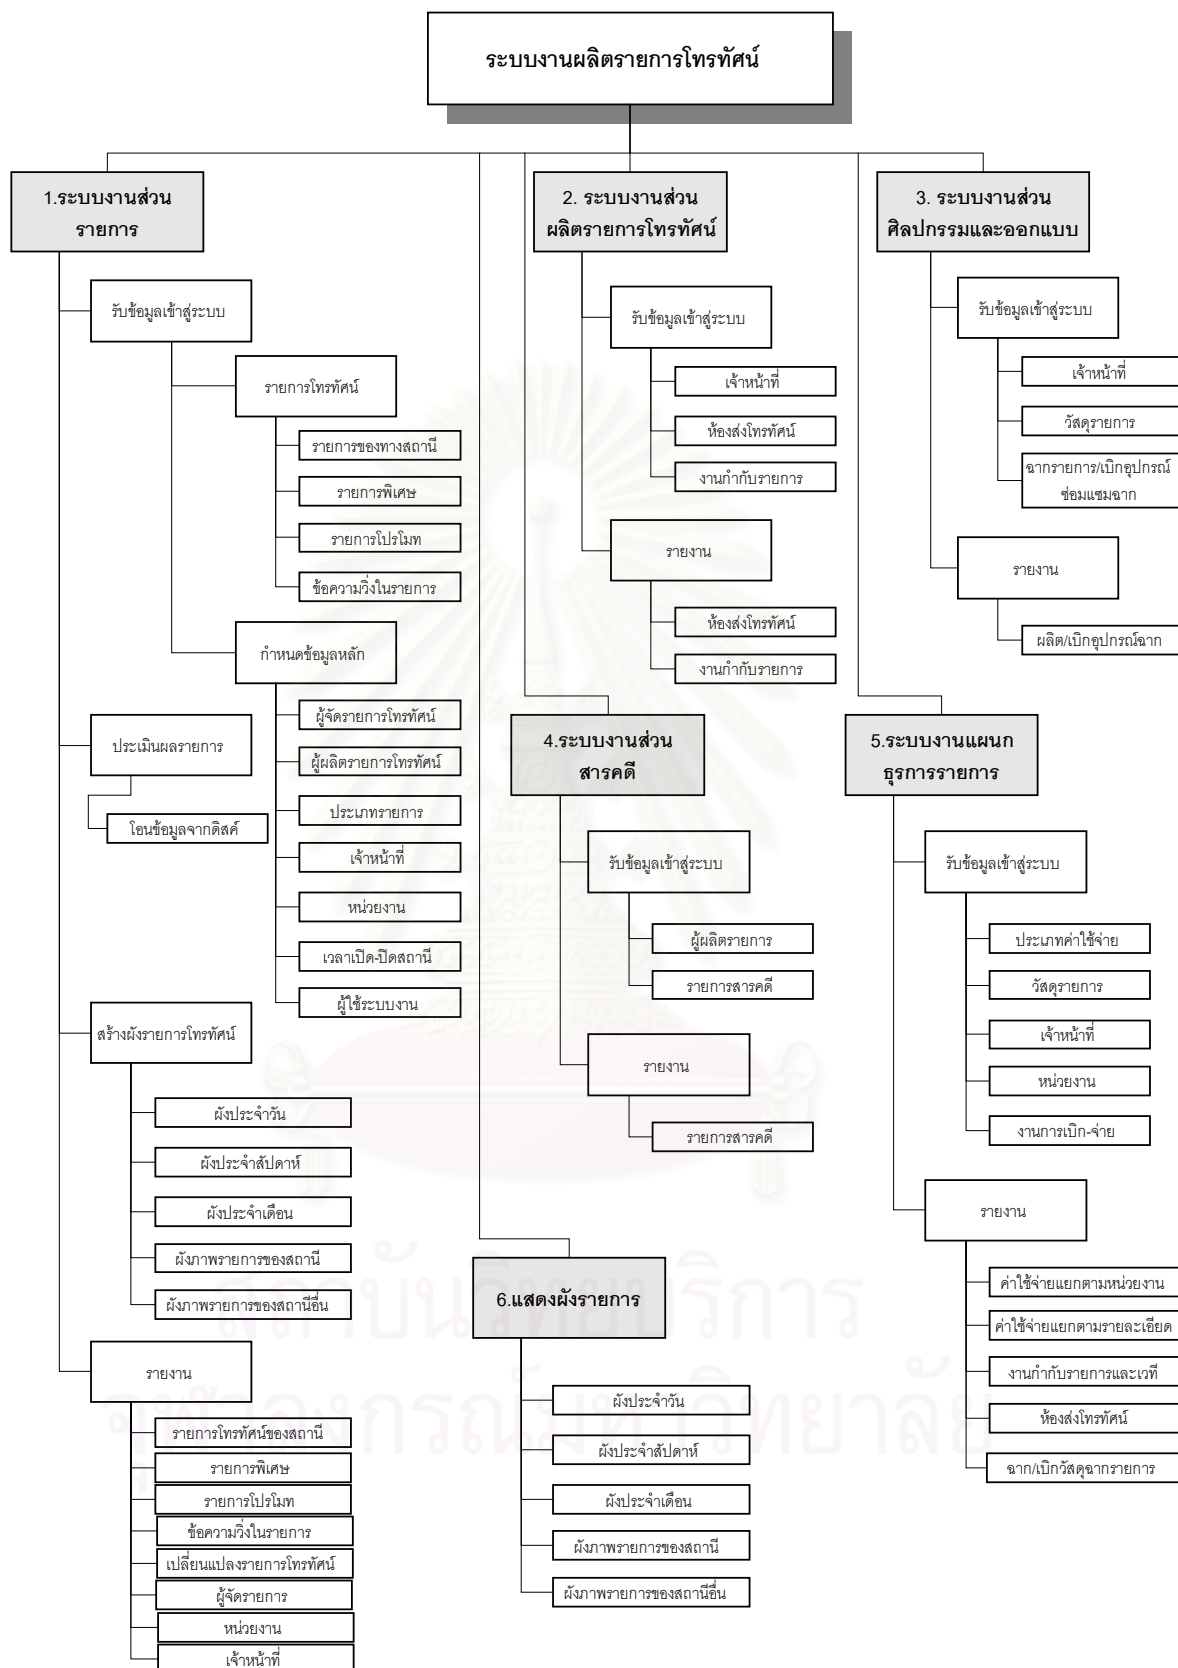 ระบบงานผลิตรายการโทรทัศน์
1.ระบบงานส่วน
รายการ
รับข้อมูลเข้าสู่ระบบ
รายการโทรทัศน์
รายการของทางสถานี
รายการพิเศษ
รายการโปรโมท
ข้อความวิ่งในรายการ
กำหนดข้อมูลหลัก
ผู้จัดรายการโทรทัศน์
ผู้ผลิตรายการโทรทัศน์
ประเภทรายการ
เจ้าหน้าที่
หน่วยงาน
เวลาเปิด-ปิดสถานี
ผู้ใช้ระบบงาน
ประเมินผลรายการ
โอนข้อมูลจากดิสค์
สร้างผังรายการโทรทัศน์
ผังประจำวัน
ผังประจำสัปดาห์
ผังประจำเดือน
ผังภาพรายการของสถานี
ผังภาพรายการของสถานีอื่น
รายงาน
รายการโทรทัศน์ของสถานี
รายการพิเศษ
รายการโปรโมท
ข้อความวิ่งในรายการ
เปลี่ยนแปลงรายการโทรทัศน์
ผู้จัดรายการ
หน่วยงาน
เจ้าหน้าที่
2. ระบบงานส่วน
ผลิตรายการโทรทัศน์
รับข้อมูลเข้าสู่ระบบ
เจ้าหน้าที่
ห้องส่งโทรทัศน์
งานกำกับรายการ
รายงาน
ห้องส่งโทรทัศน์
งานกำกับรายการ
3. ระบบงานส่วน
ศิลปกรรมและออกแบบ
รับข้อมูลเข้าสู่ระบบ
เจ้าหน้าที่
วัสดุรายการ
ฉากรายการ/เบิกอุปกรณ์
ซ่อมแซมฉาก
รายงาน
ผลิต/เบิกอุปกรณ์ฉาก
4.ระบบงานส่วน
สารคดี
รับข้อมูลเข้าสู่ระบบ
ผู้ผลิตรายการ
รายการสารคดี
รายงาน
รายการสารคดี
5.ระบบงานแผนก
ธุรการรายการ
รับข้อมูลเข้าสู่ระบบ
ประเภทค่าใช้จ่าย
วัสดุรายการ
เจ้าหน้าที่
หน่วยงาน
งานการเบิก-จ่าย
รายงาน
ค่าใช้จ่ายแยกตามหน่วยงาน
ค่าใช้จ่ายแยกตามรายละเอียด
งานกำกับรายการและเวที
ห้องส่งโทรทัศน์
ฉาก/เบิกวัสดุฉากรายการ
6.แสดงผังรายการ
ผังประจำวัน
ผังประจำสัปดาห์
ผังประจำเดือน
ผังภาพรายการของสถานี
ผังภาพรายการของสถานีอื่น
สถาบันวิทยบริการ
จุฬาลงกรณ์มหาวิทยาลัย